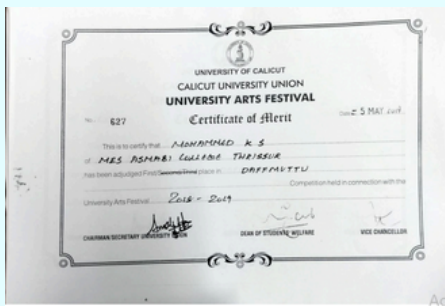 UNIVERSITY OF CALICUT
CALICUT UNIVERSITY UNION
UNIVERSITY ARTS FESTIVAL
No. 627
Certificate of Merit
Date 5 MAY
This is to certify that MOHAMMED K S
of MES ASMABI COLLEGE THRISSUR
has been adjudged First/Second/Third place in DAFFMUTTU
Competition held in connection with the
University Arts Festival 2018 - 2019
CHAIRMAN/SECRETARY UNIVERSITY UNION
DEAN OF STUDENTS WELFARE
VICE CHANCELLOR